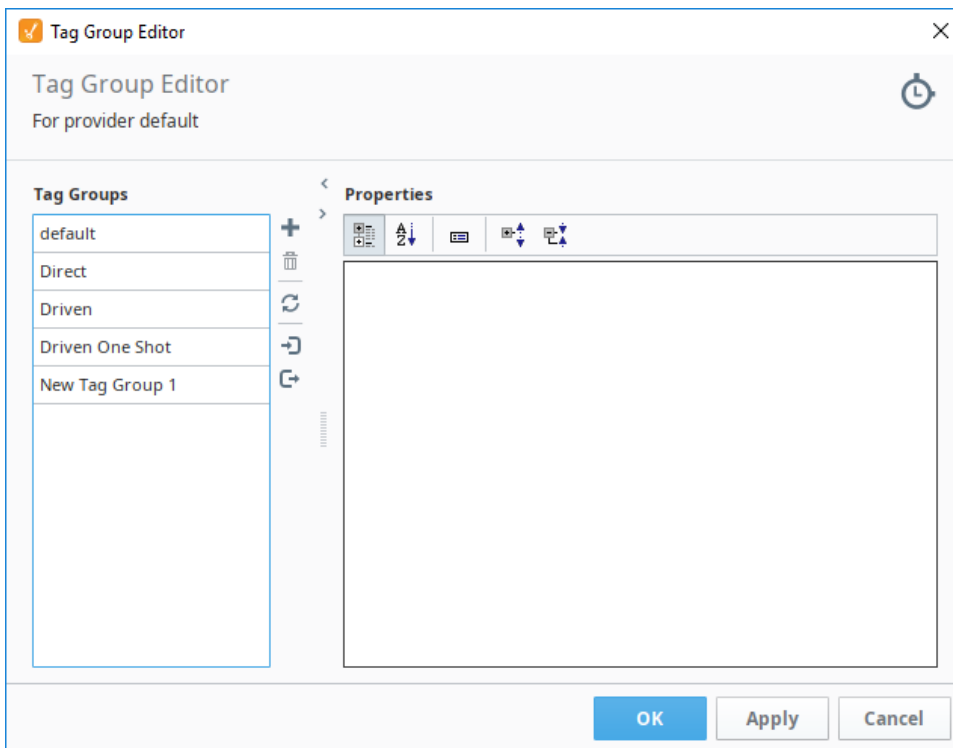 Tag Group Editor
Tag Group Editor
For provider default
Tag Groups
default
Direct
Driven
Driven One Shot
New Tag Group 1
Properties
A
Z
OK
Apply
Cancel